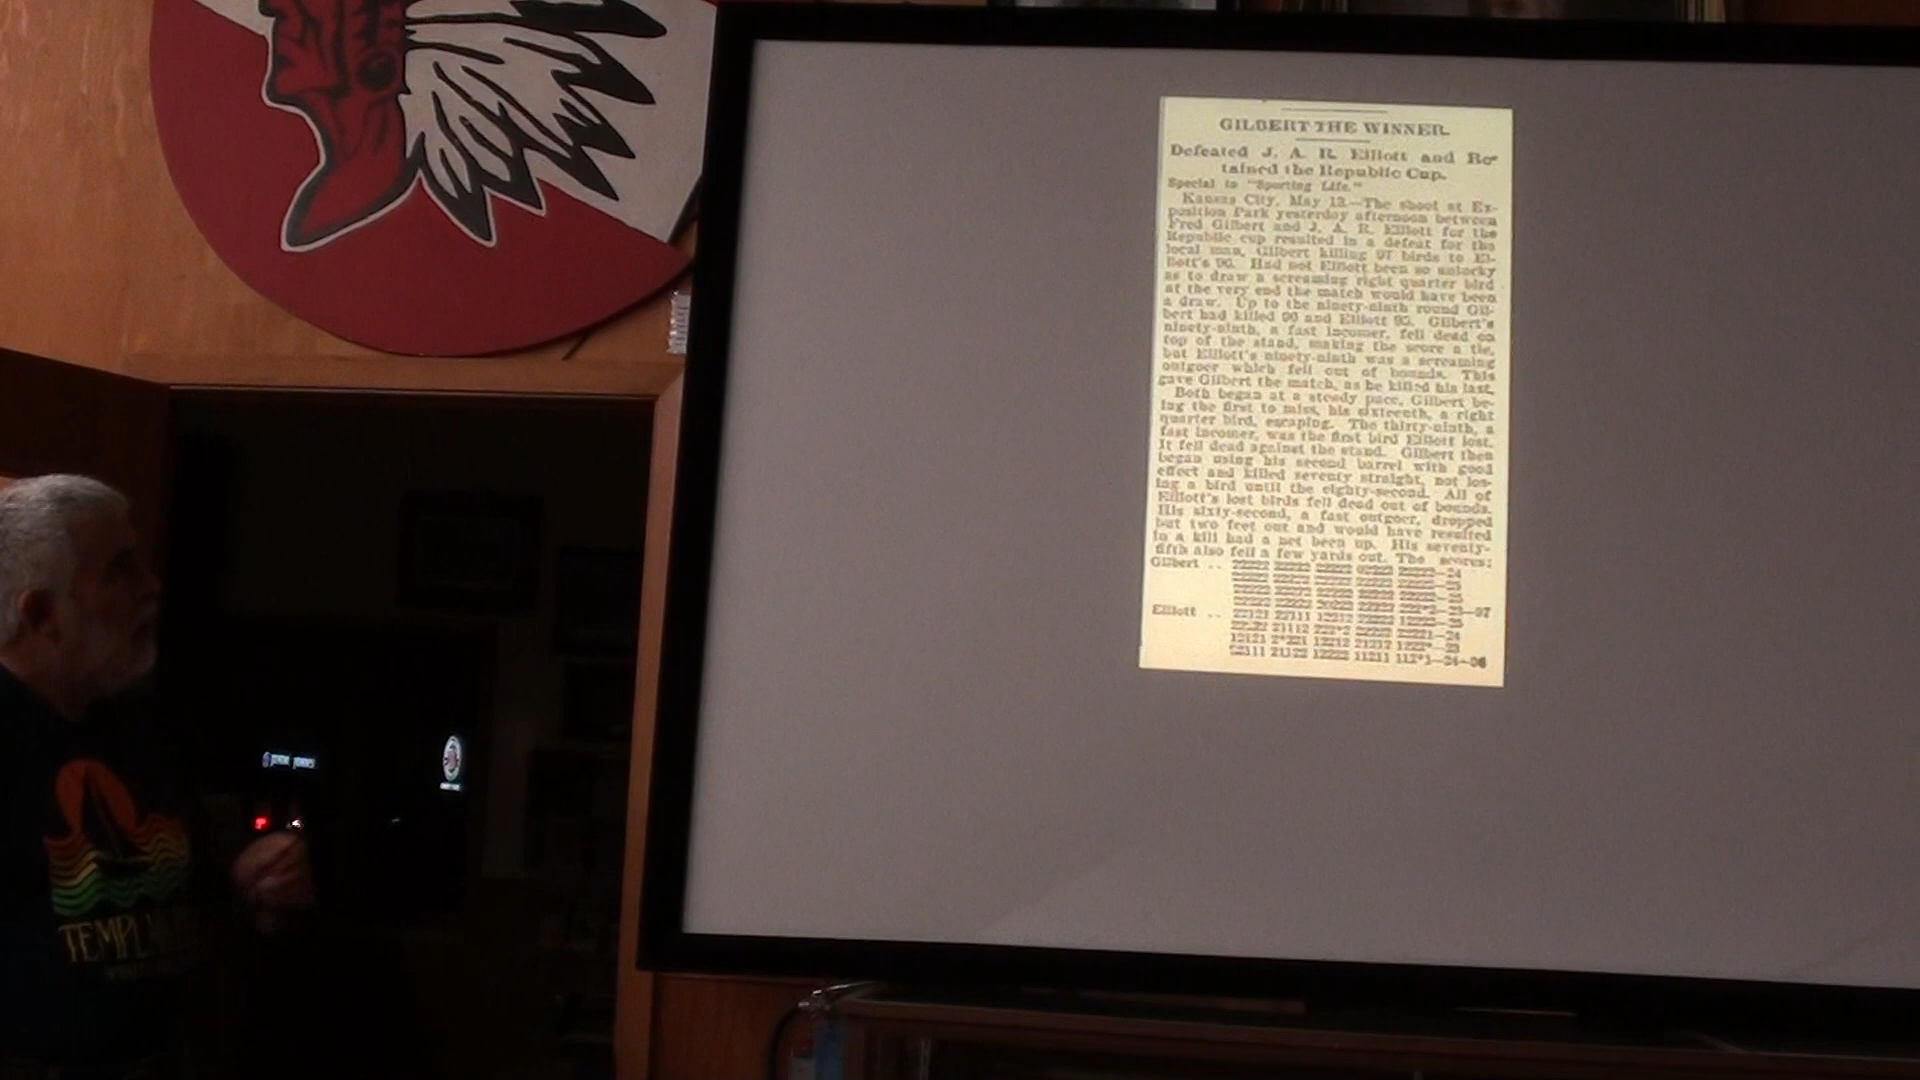 GILBERT THE WINNER.
Defeated J. A. R. Elliott and Re-
tained the Republic Cup.
Special to "Sporting Life."
Kansas City, May 13.—The shoot at Ex-
position Park yesterday afternoon between
Fred Gilbert and J. A. R. Elliott for the
Republic cup resulted in a defeat for the
local man, Gilbert killing 97 birds to El-
liott's 96. Had not Elliott been so unlucky
as to draw a screaming right quarter bird
at the very end the match would have been
a draw. Up to the ninety-ninth round Gil-
bert had killed and Elliott 95. Gilbert's
ninety-ninth, a fast incomer, fell dead on
top of the stand, making the score a tie,
but Elliott's ninety-ninth was a screaming
outgoer which fell out of bounds. This
gave Gilbert the match, as he killed his last.
Both began at a steady pace, Gilbert be-
ing the first to miss, his sixteenth, a right
quarter bird, escaping. The thirty-ninth, a
fast incomer, was the first bird Elliott lost.
It fell dead against the stand. Gilbert then
began using his second barrel with good
effect and killed seventy straight, not los-
ing a bird until the eighty-second. All of
Elliott's lost birds fell dead out of bounds.
His sixty-second, a fast outgoer, dropped
but two feet out and would have resulted
in a kill had a net been up. His seventy-
fifth also fell a few yards out. The scores:
Gilbert .. —24
—97
Elliott ..
—24
—23
—24—96